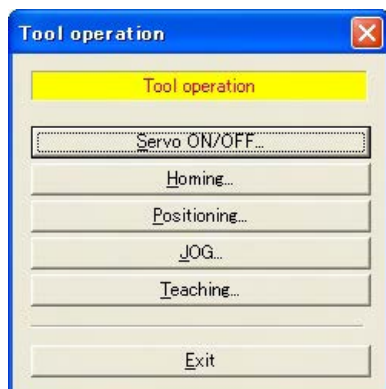 Tool operation
Tool operation
Servo ON/OFF...
Homing...
Positioning...
JOG...
Teaching...
Exit